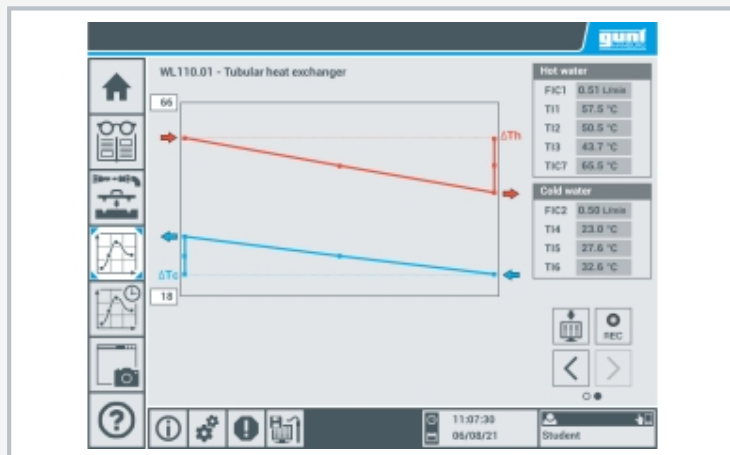 gunt
WL110.01 - Tubular heat exchanger
66
ΔTh
ΔTc
18
Hot water
FIC1 0.51 L/min
TI1 57.5 °C
TI2 50.5 °C
TI3 43.7 °C
TIC7 65.5 °C
Cold water
FIC2 0.50 L/min
TI4 23.0 °C
TI5 27.6 °C
TI6 32.6 °C
REC
?
i
!
11:07:30
06/08/21
Student